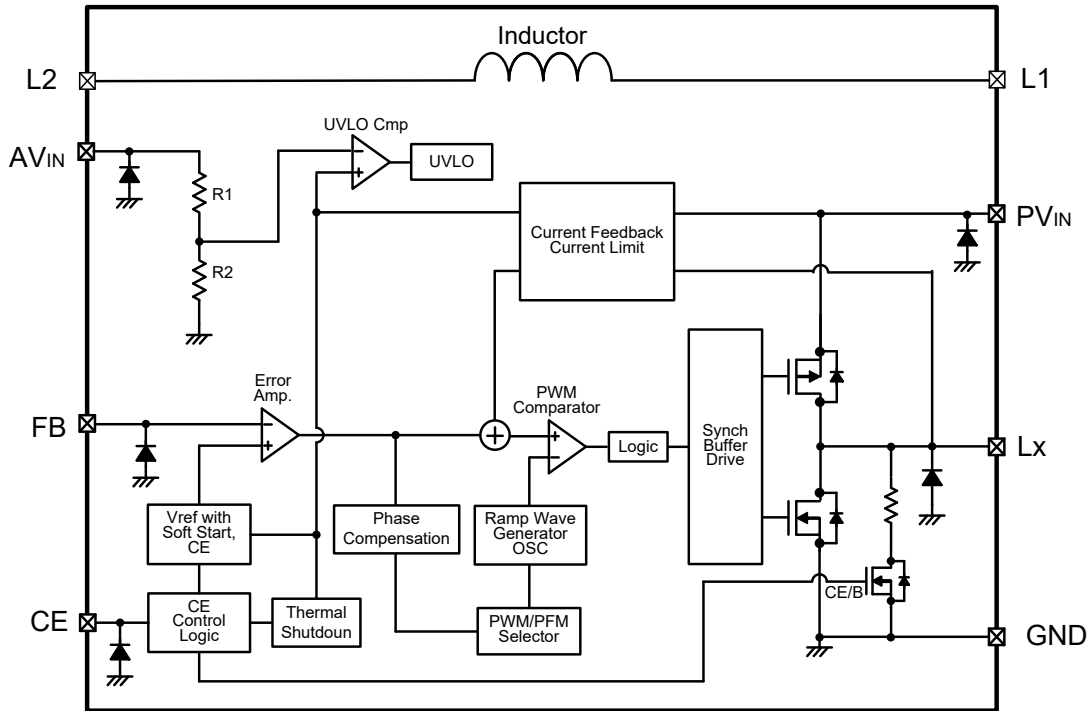 Inductor
L2
L1
UVLO Cmp
AVIN
UVLO
R1
PVIN
Current Feedback
Current Limit
R2
Error
Amp.
PWM
Comparator
FB
Logic
Synch
Buffer
Drive
Lx
Vref with
Soft Start,
CE
Phase
Compensation
Ramp Wave
Generator
OSC
CE/B
CE
CE
Control
Logic
Thermal
Shutdoun
PWM/PFM
Selector
GND